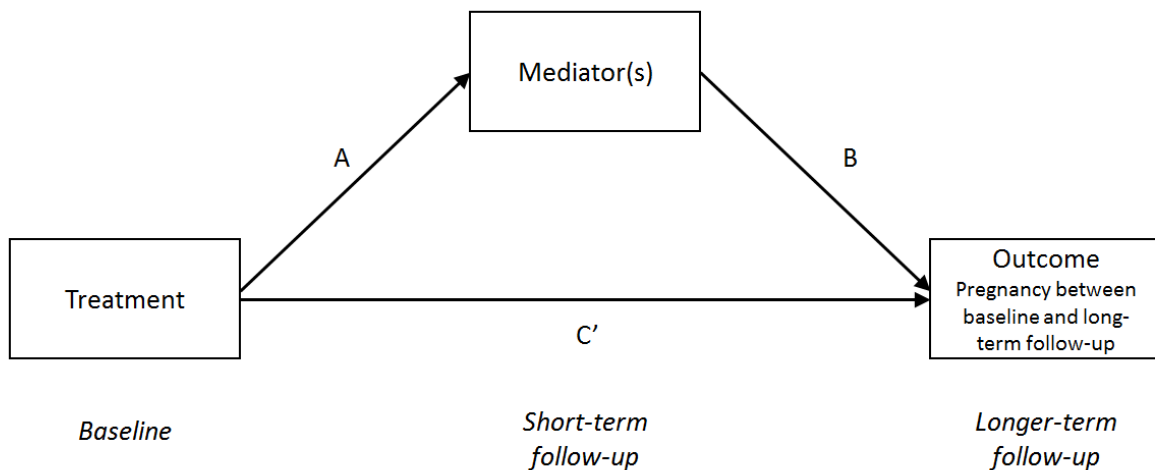 Mediator(s)
A
B
Treatment
Outcome
Pregnancy between
baseline and long-
term follow-up
C’
Baseline
Short-term
follow-up
Longer-term
follow-up